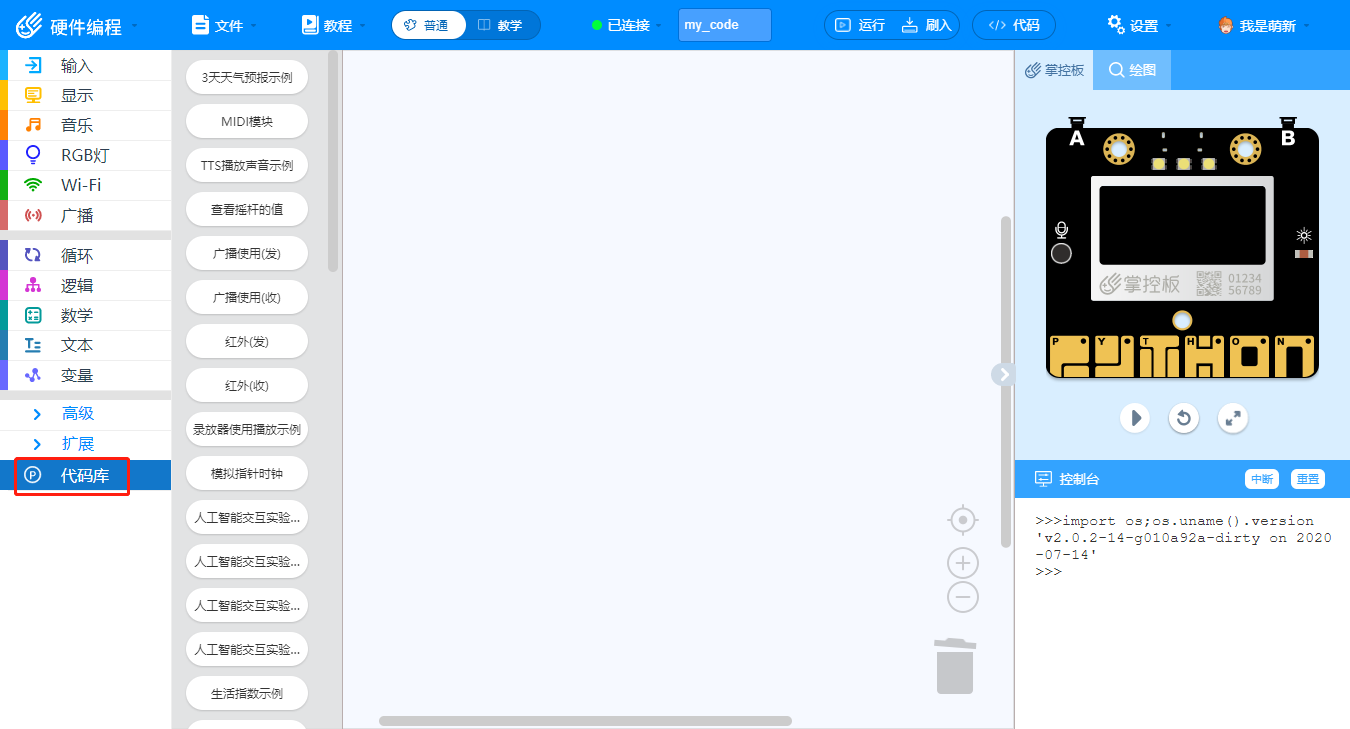 硬件编程
文件
教程
普通
教学
已连接
my_code
运行
刷入
代码
设置
我是萌新
输入
显示
音乐
RGB灯
Wi-Fi
广播
循环
逻辑
数学
文本
变量
高级
扩展
代码库
3天天气预报示例
MIDI模块
TTS播放声音示例
查看摇杆的值
广播使用(发)
广播使用(收)
红外(发)
红外(收)
录放器使用播放示例
模拟指针时钟
人工智能交互实验...
人工智能交互实验...
人工智能交互实验...
人工智能交互实验...
生活指数示例
掌控板
绘图
A
B
掌控板
01234
56789
P Y T H O N
控制台
中断
重置
>>>import os;os.uname().version
'v2.0.2-14-g010a92a-dirty on 2020
-07-14'
>>>